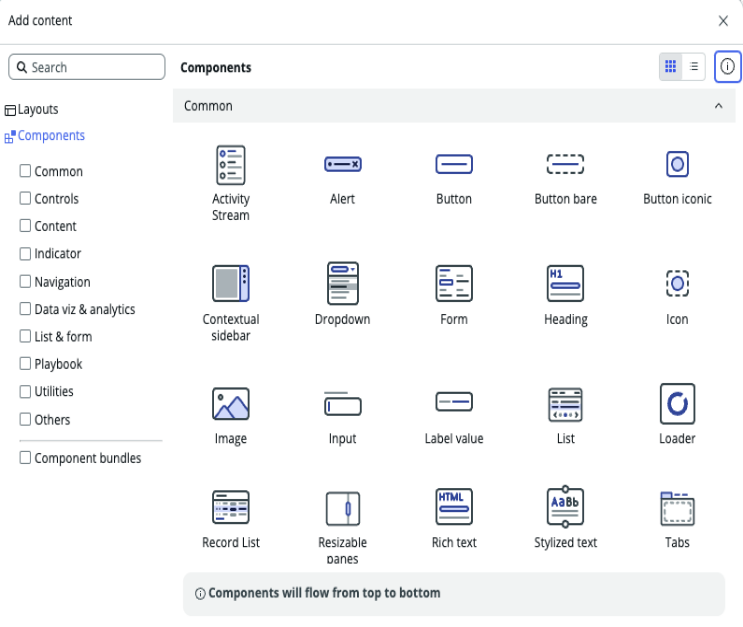 Add content
Search
Components
Layouts
Components
Common
Controls
Content
Indicator
Navigation
Data viz & analytics
List & form
Playbook
Utilities
Others
Component bundles
Common
Activity
Stream
Alert
Button
Button bare
Button iconic
Contextual
sidebar
Dropdown
Form
H1
Heading
Icon
Image
Input
Label value
List
Loader
Record List
Resizable
panes
HTML
Rich text
AaBb
Stylized text
Tabs
Components will flow from top to bottom